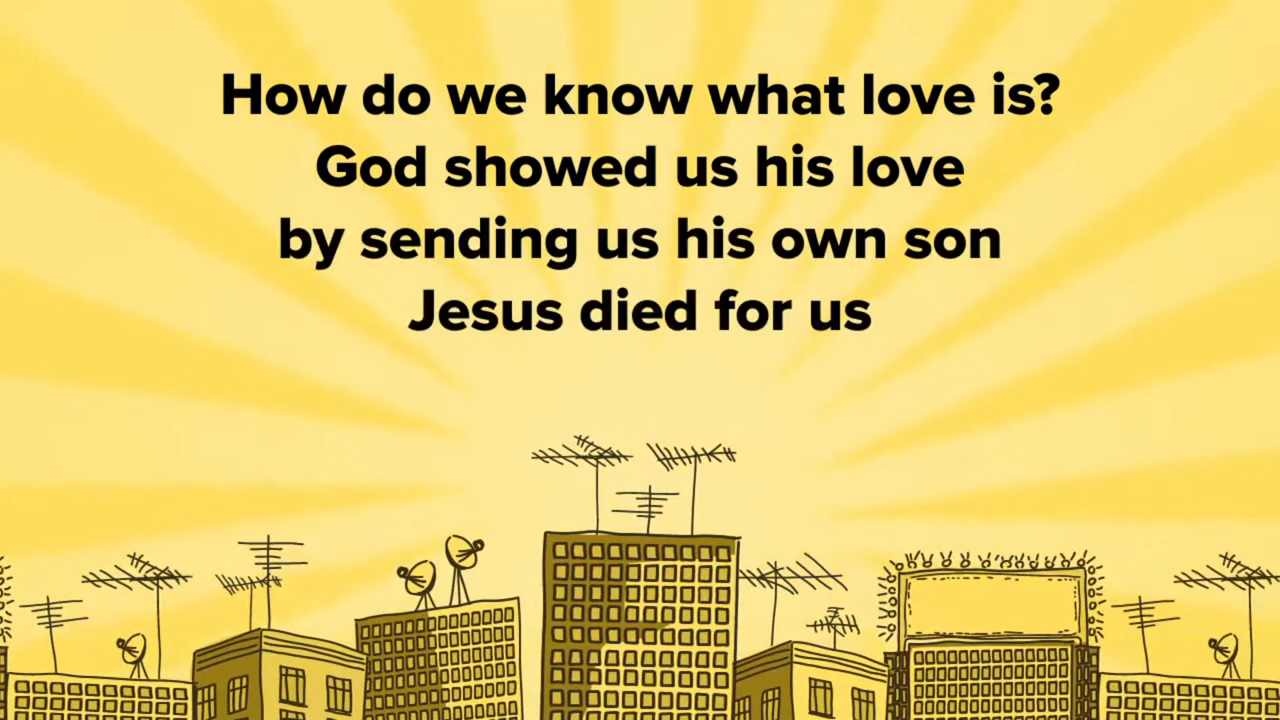 How do we know what love is?
God showed us his love
by sending us his own son
Jesus died for us